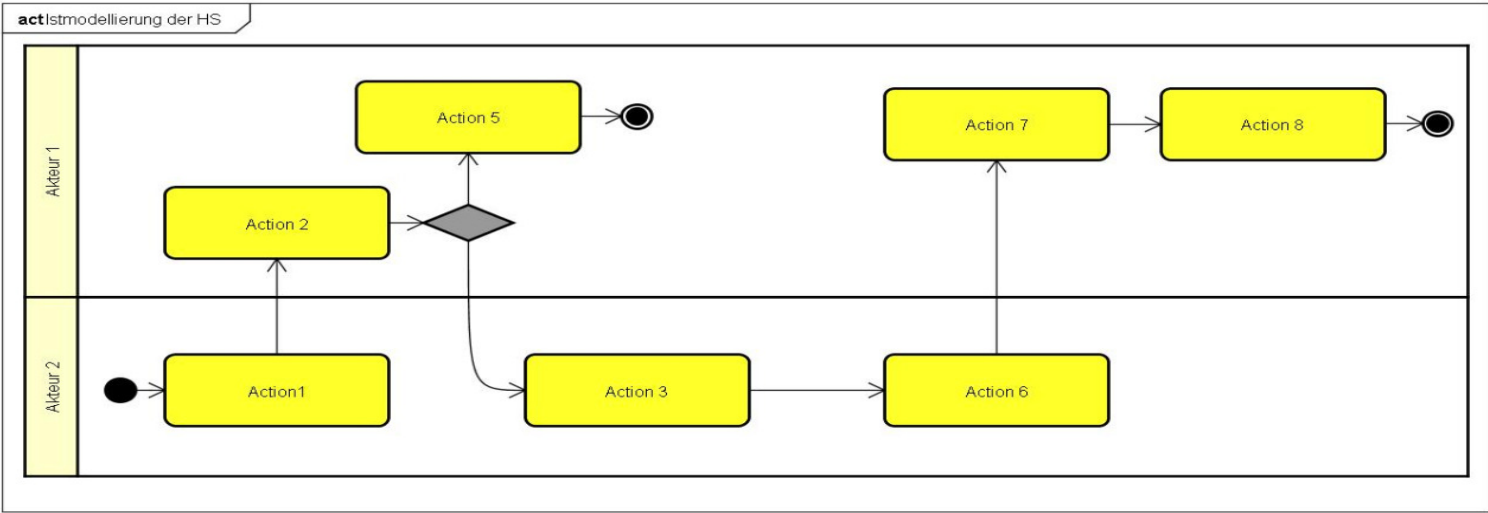 act Istmodellierung der HS
Akteur 1
Action 5
Action 7
Action 8
Action 2
Akteur 2
Action1
Action 3
Action 6